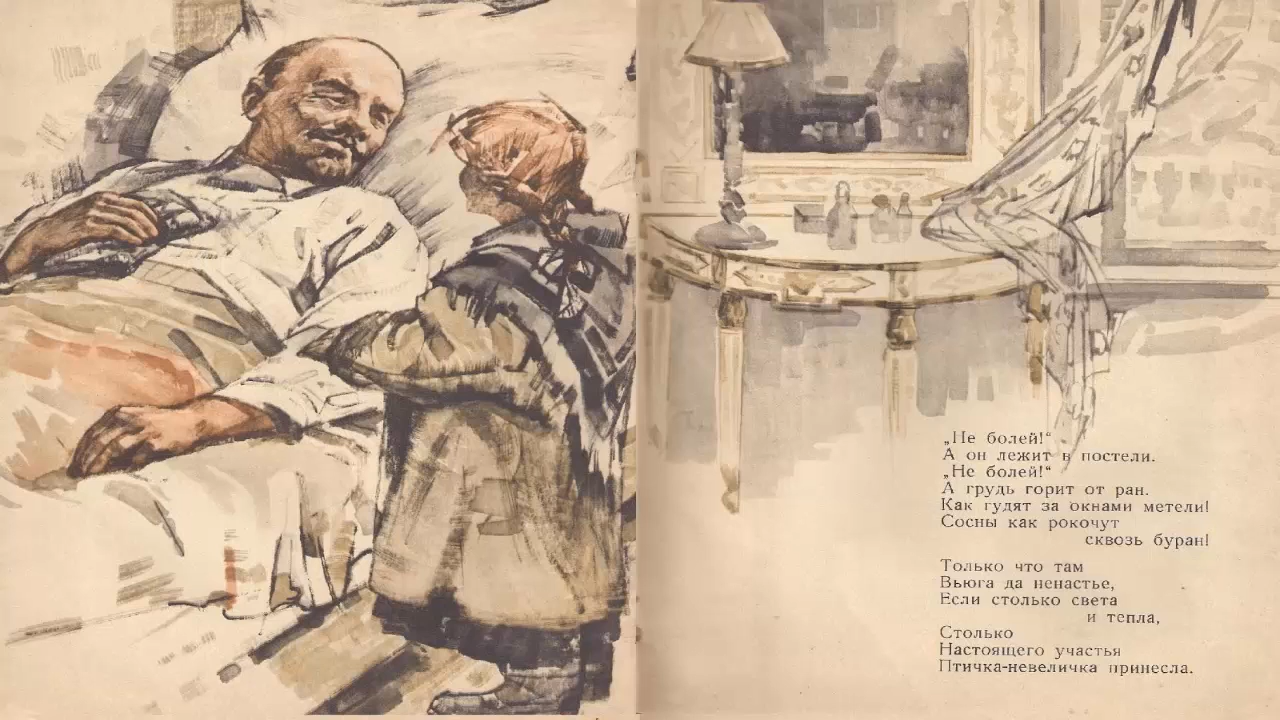 „Не болей!“
А он лежит в постели.
„Не болей!“
А грудь горит от ран.
Как гудят за окнами метели!
Сосны как рокочут
сквозь буран!
Только что там
Вьюга да ненастье,
Если столько света
и тепла,
Столько
Настоящего участья
Птичка-невеличка принесла.